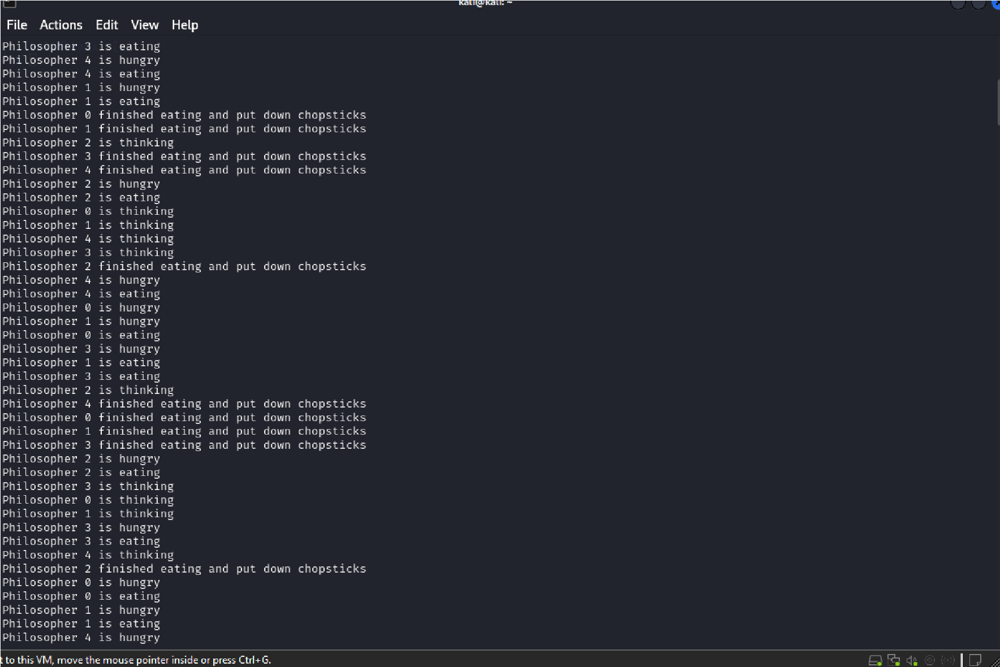 kali@kali: ~
File Actions Edit View Help
Philosopher 3 is eating
Philosopher 4 is hungry
Philosopher 4 is eating
Philosopher 1 is hungry
Philosopher 1 is eating
Philosopher 0 finished eating and put down chopsticks
Philosopher 1 finished eating and put down chopsticks
Philosopher 2 is thinking
Philosopher 3 finished eating and put down chopsticks
Philosopher 4 finished eating and put down chopsticks
Philosopher 2 is hungry
Philosopher 2 is eating
Philosopher 0 is thinking
Philosopher 1 is thinking
Philosopher 4 is thinking
Philosopher 3 is thinking
Philosopher 2 finished eating and put down chopsticks
Philosopher 4 is hungry
Philosopher 4 is eating
Philosopher 0 is hungry
Philosopher 1 is hungry
Philosopher 0 is eating
Philosopher 3 is hungry
Philosopher 1 is eating
Philosopher 3 is eating
Philosopher 2 is thinking
Philosopher 4 finished eating and put down chopsticks
Philosopher 0 finished eating and put down chopsticks
Philosopher 1 finished eating and put down chopsticks
Philosopher 3 finished eating and put down chopsticks
Philosopher 2 is hungry
Philosopher 2 is eating
Philosopher 3 is thinking
Philosopher 0 is thinking
Philosopher 1 is thinking
Philosopher 3 is hungry
Philosopher 3 is eating
Philosopher 4 is thinking
Philosopher 2 finished eating and put down chopsticks
Philosopher 0 is hungry
Philosopher 0 is eating
Philosopher 1 is hungry
Philosopher 1 is eating
Philosopher 4 is hungry
t to this VM, move the mouse pointer inside or press Ctrl+G.